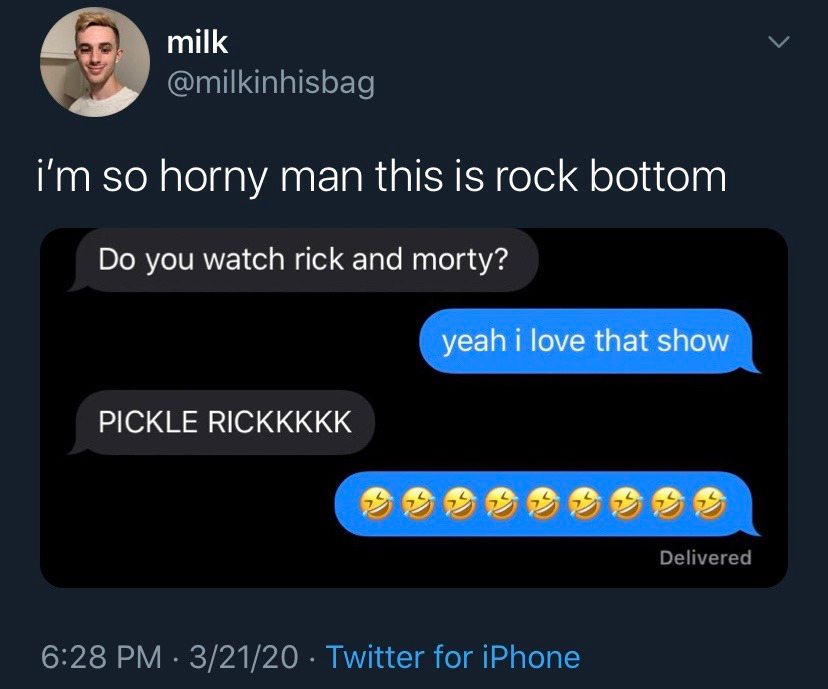 milk
@milkinhisbag
i’m so horny man this is rock bottom
Do you watch rick and morty?
yeah i love that show
PICKLE RICKKKKK
🤣🤣🤣🤣🤣🤣🤣🤣🤣
Delivered
6:28 PM · 3/21/20 · Twitter for iPhone